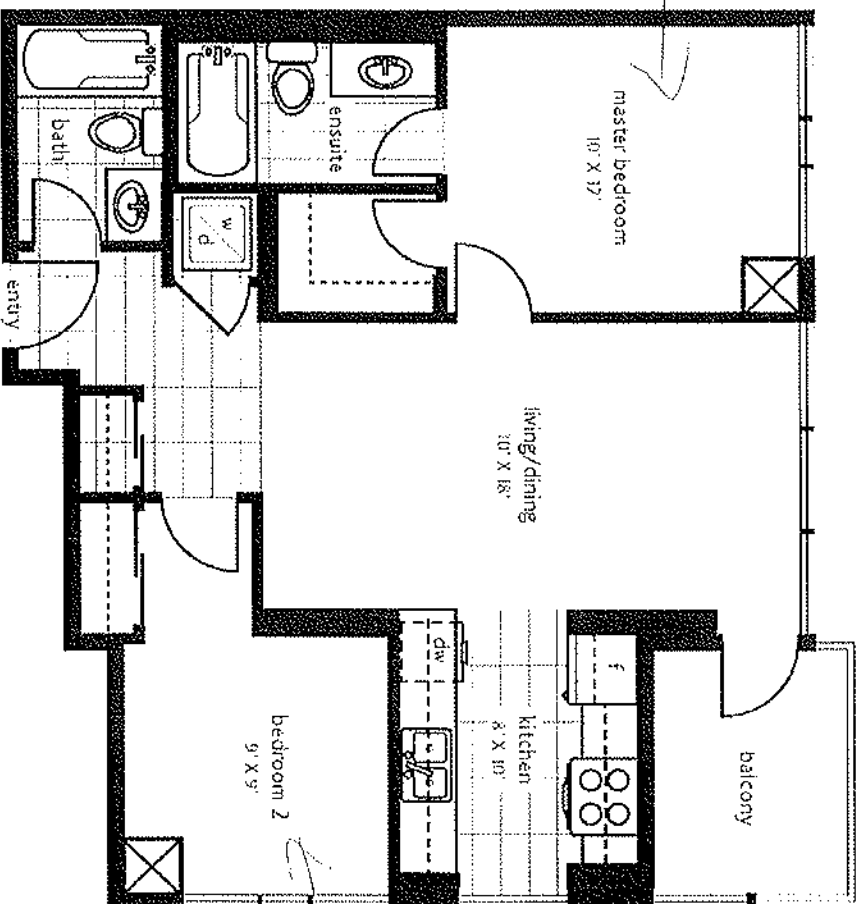 master bedroom
10' X 12'
ensuite
bath
w
d
entry
living/dining
10' X 18'
f
dw
kitchen
8' X 10'
balcony
bedroom 2
9' X 9'